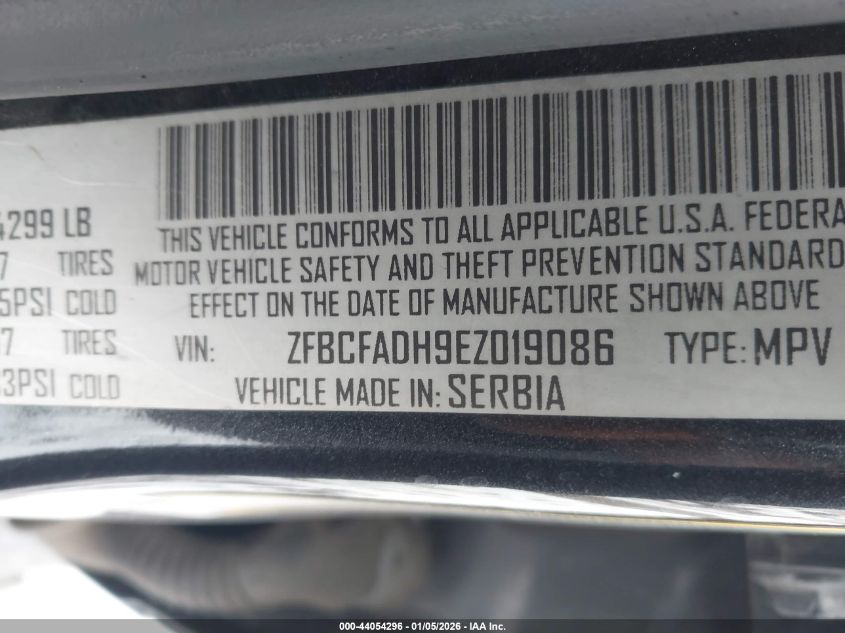 4299 LB
THIS VEHICLE CONFORMS TO ALL APPLICABLE U.S.A. FEDERA
7 TIRES
MOTOR VEHICLE SAFETY AND THEFT PREVENTION STANDARD
5PSI COLD
EFFECT ON THE DATE OF MANUFACTURE SHOWN ABOVE
7 TIRES
VIN: ZFBCFADH9EZ019086 TYPE: MPV
3PSI COLD
VEHICLE MADE IN: SERBIA
000-44054296 - 01/05/2026 - IAA Inc.